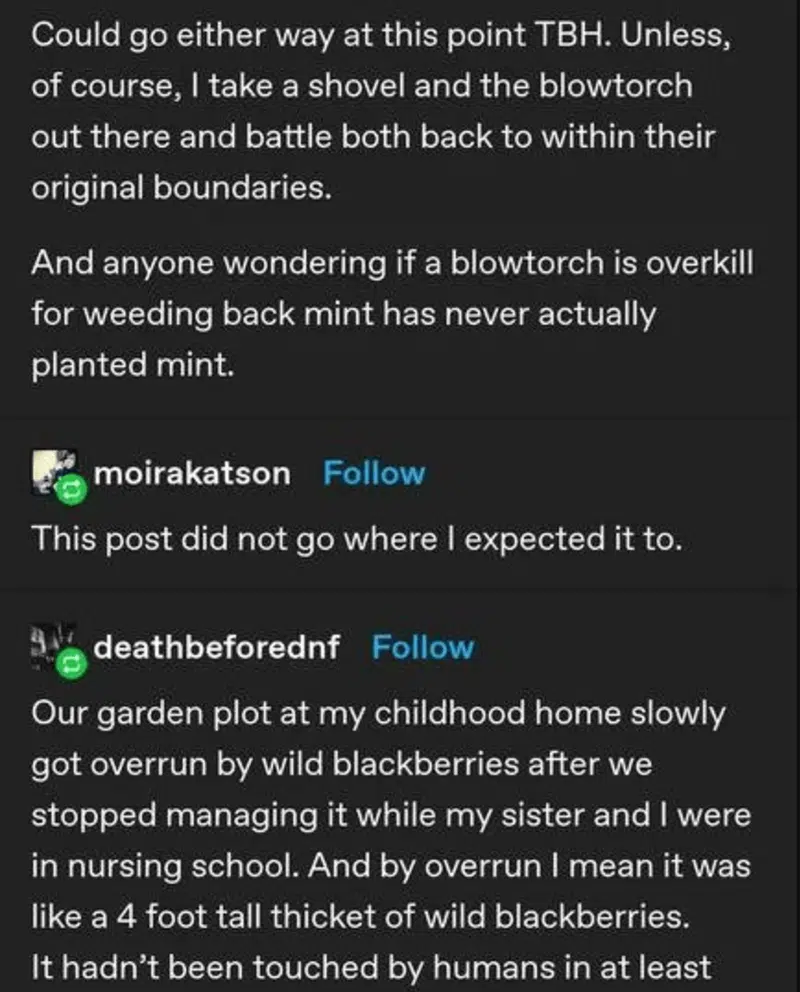 Could go either way at this point TBH. Unless,
of course, I take a shovel and the blowtorch
out there and battle both back to within their
original boundaries.
And anyone wondering if a blowtorch is overkill
for weeding back mint has never actually
planted mint.
moirakatson Follow
This post did not go where I expected it to.
deathbeforednf Follow
Our garden plot at my childhood home slowly
got overrun by wild blackberries after we
stopped managing it while my sister and I were
in nursing school. And by overrun I mean it was
like a 4 foot tall thicket of wild blackberries.
It hadn’t been touched by humans in at least